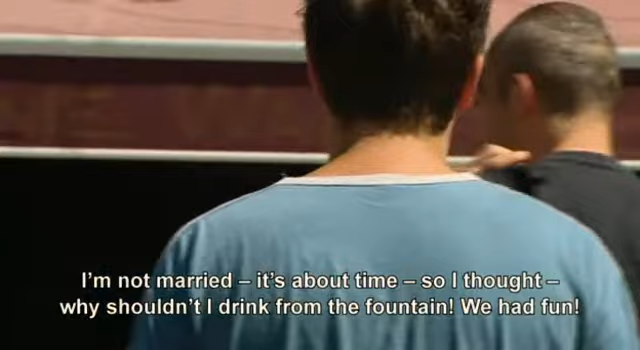 I'm not married – it's about time – so I thought –
why shouldn't I drink from the fountain! We had fun!